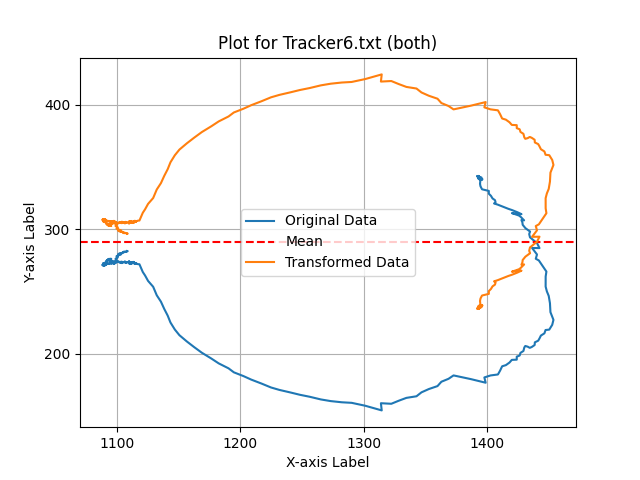 Plot for Tracker6.txt (both)
400
300
200
Y-axis Label
Original Data
Mean
Transformed Data
1100
1200
1300
1400
X-axis Label